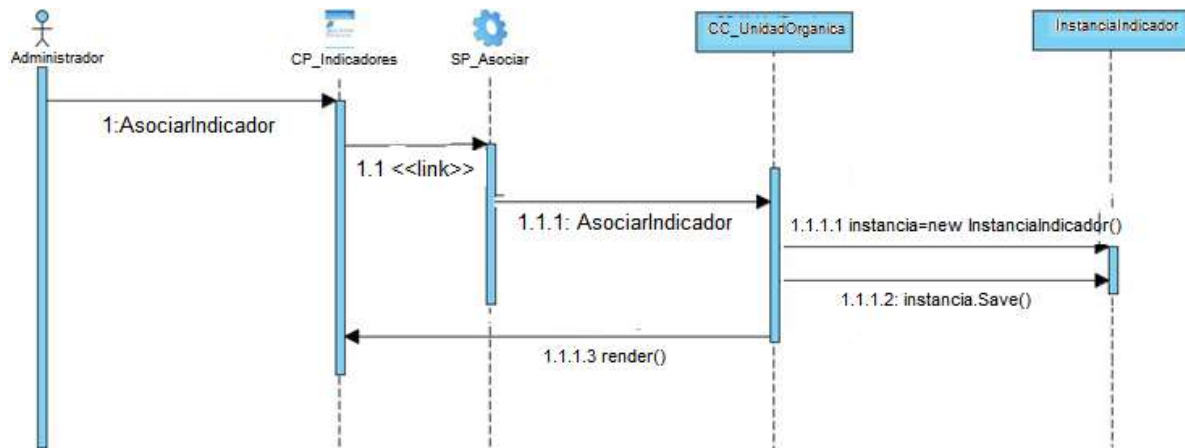 Administrador
CP_Indicadores
SP_Asociar
CC_UnidadOrganica
InstanciaIndicador
1:AsociarIndicador
1.1 <<link>>
1.1.1: AsociarIndicador
1.1.1.1 instancia=new InstanciaIndicador()
1.1.1.2: instancia.Save()
1.1.1.3 render()